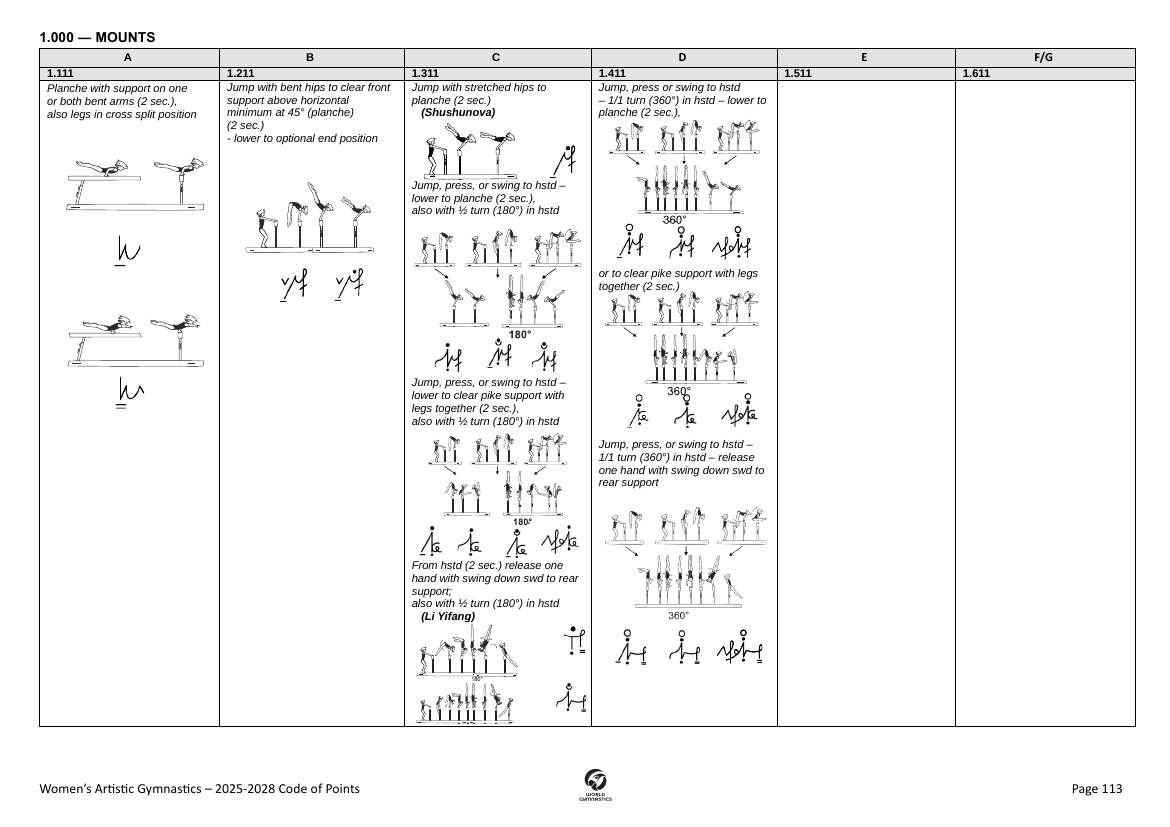 1.000 — MOUNTS
A
B
C
D
E
F/G
1.111
1.211
1.311
1.411
1.511
1.611
Planche with support on one
or both bent arms (2 sec.),
also legs in cross split position
Jump with bent hips to clear front
support above horizontal
minimum at 45° (planche)
(2 sec.)
- lower to optional end position
Jump with stretched hips to
planche (2 sec.)
(Shushunova)
Jump, press, or swing to hstd –
lower to planche (2 sec.),
also with ½ turn (180°) in hstd
180°
Jump, press, or swing to hstd –
lower to clear pike support with
legs together (2 sec.),
also with ½ turn (180°) in hstd
180°
From hstd (2 sec.) release one
hand with swing down swd to rear
support;
also with ½ turn (180°) in hstd
(Li Yifang)
180°
Jump, press or swing to hstd
– 1/1 turn (360°) in hstd – lower to
planche (2 sec.),
360°
or to clear pike support with legs
together (2 sec.)
360°
Jump, press, or swing to hstd –
1/1 turn (360°) in hstd – release
one hand with swing down swd to
rear support
360°
Women's Artistic Gymnastics – 2025-2028 Code of Points
WORLD
GYMNASTICS
Page 113